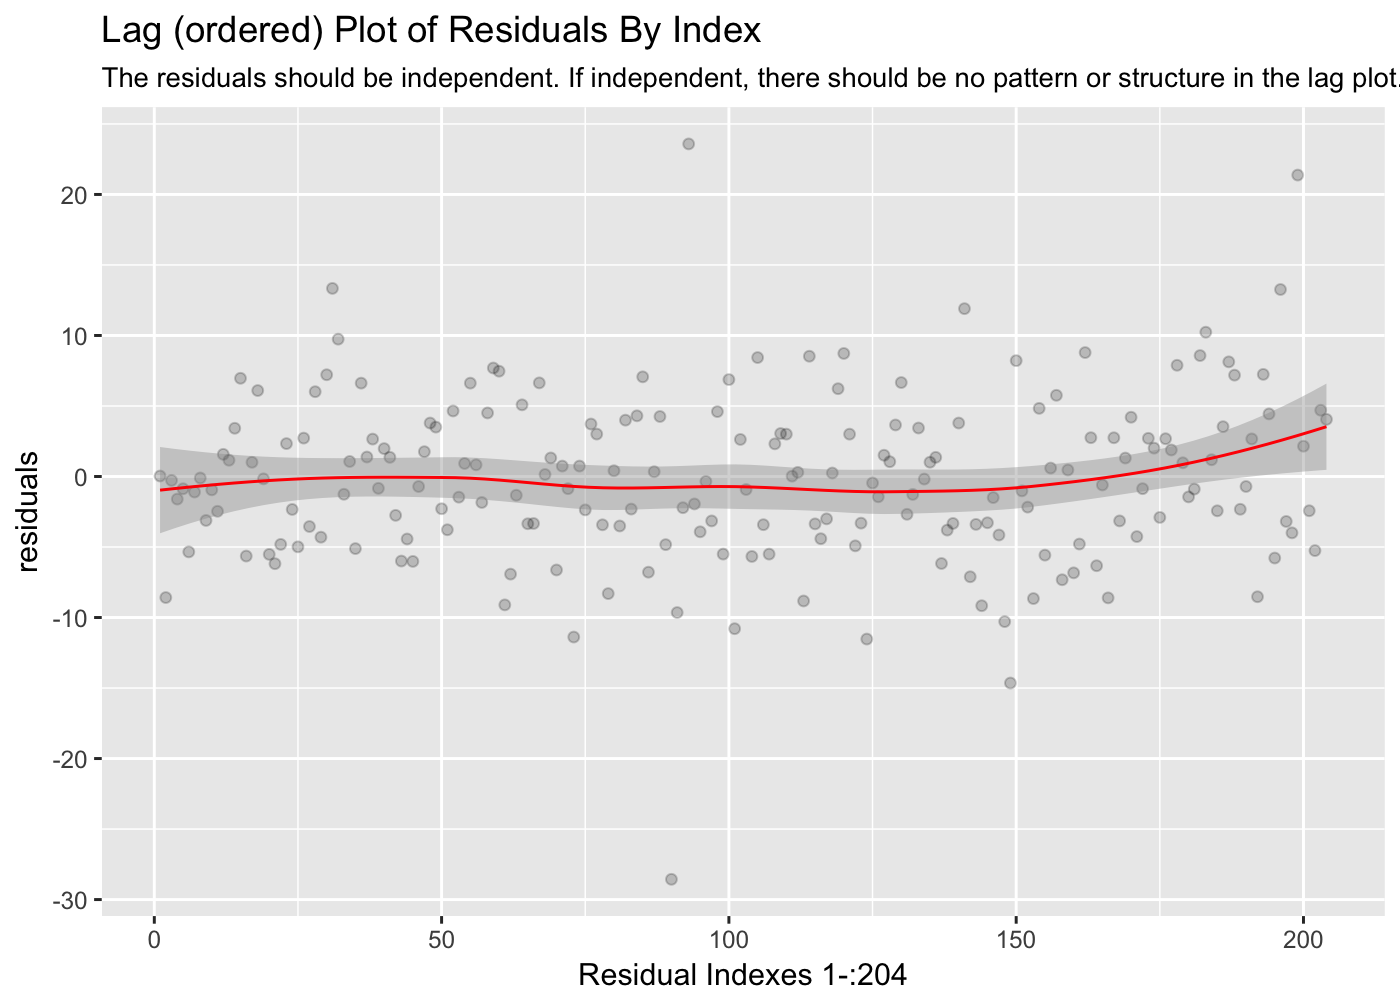 Lag (ordered) Plot of Residuals By Index
The residuals should be independent. If independent, there should be no pattern or structure in the lag plot.
20
10
0
-10
-20
-30
residuals
0 50 100 150 200
Residual Indexes 1-:204